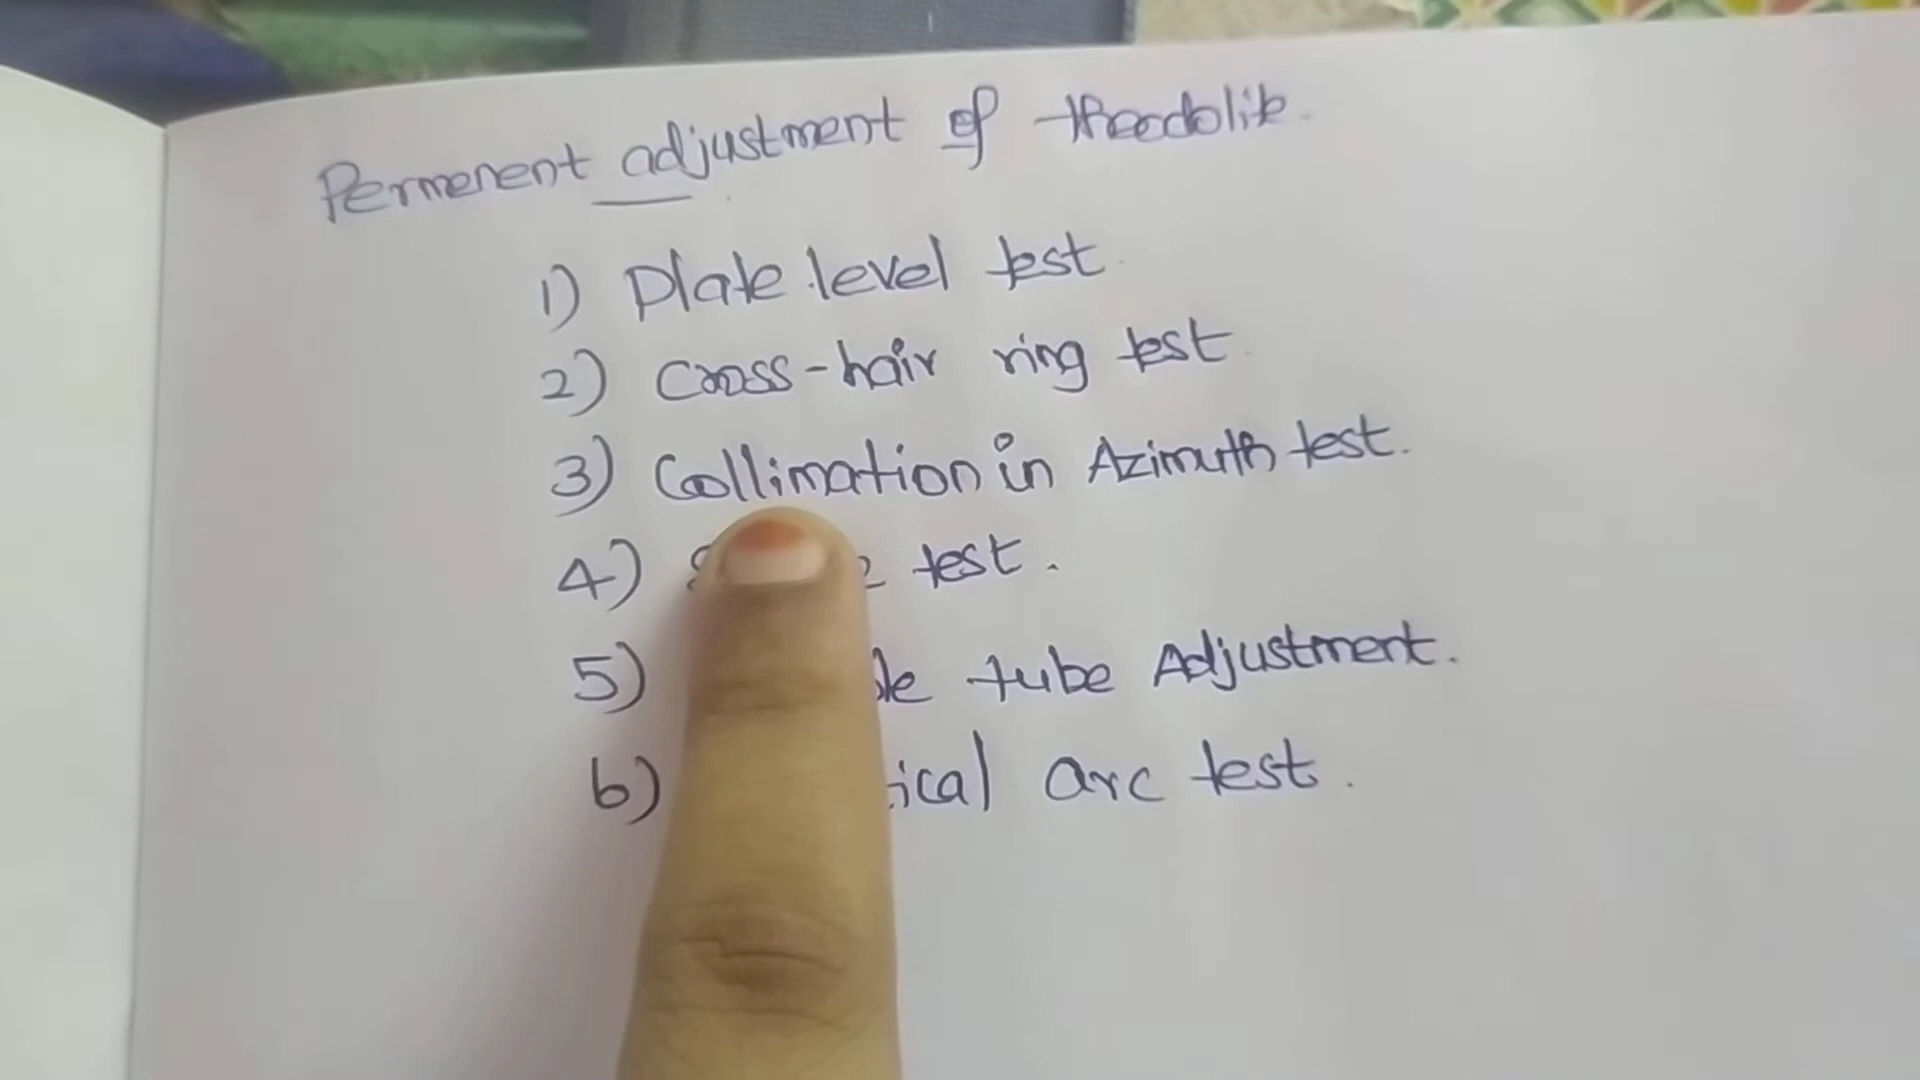 Permenent adjustment of theodolite.
1) Plate level test
2) Cross-hair ring test
3) Collimation in Azimuth test.
4) test.
5) tube Adjustment.
6) arc test.